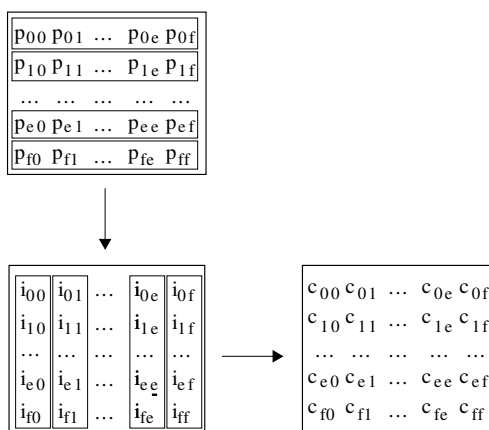 p00 p01 … p0e p0f
p10 p11 … p1e p1f
… … … … …
pe0 pe1 … pee pef
pf0 pf1 … pfe pff
i00 i01 … i0e i0f
i10 i11 … i1e i1f
… … … … …
ie0 ie1 … iee ief
if0 if1 … ife iff
c00 c01 … c0e c0f
c10 c11 … c1e c1f
… … … … …
ce0 ce1 … cee cef
cf0 cf1 … cfe cff